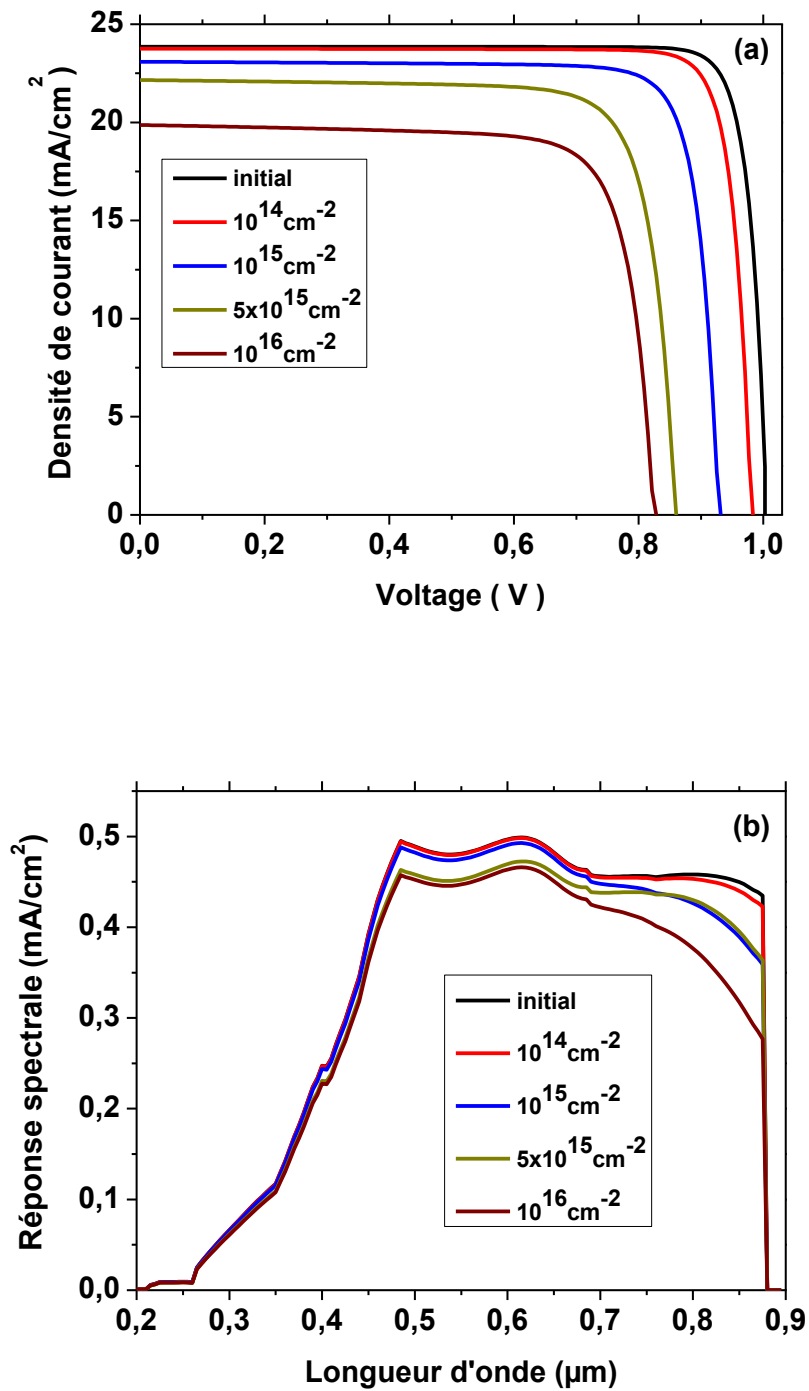 (a)
Densité de courant (mA/cm²)
25
20
15
10
5
0
initial
10¹⁴cm⁻²
10¹⁵cm⁻²
5x10¹⁵cm⁻²
10¹⁶cm⁻²
0,0 0,2 0,4 0,6 0,8 1,0
Voltage ( V )
(b)
Réponse spectrale (mA/cm²)
0,5
0,4
0,3
0,2
0,1
0,0
initial
10¹⁴cm⁻²
10¹⁵cm⁻²
5x10¹⁵cm⁻²
10¹⁶cm⁻²
0,2 0,3 0,4 0,5 0,6 0,7 0,8 0,9
Longueur d'onde (µm)